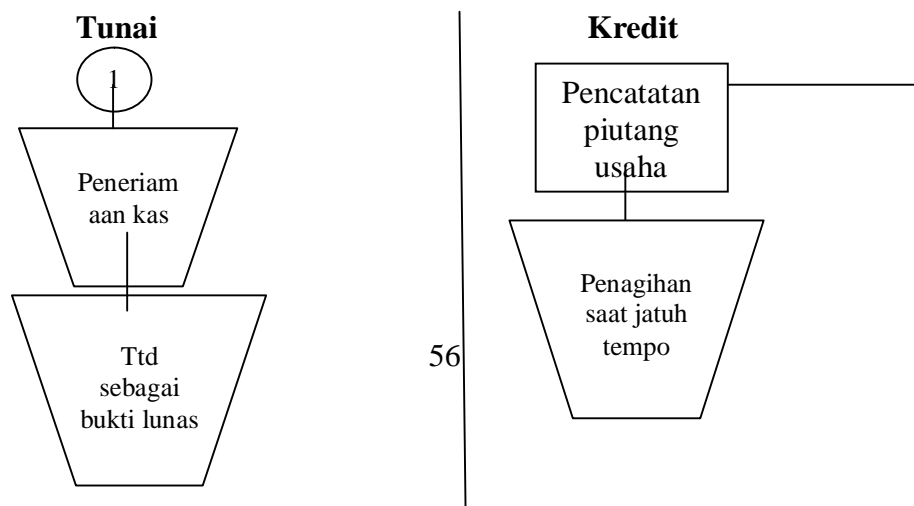 Tunai
1
Peneriam
aan kas
Ttd
sebagai
bukti lunas
56
Kredit
Pencatatan
piutang
usaha
Penagihan
saat jatuh
tempo